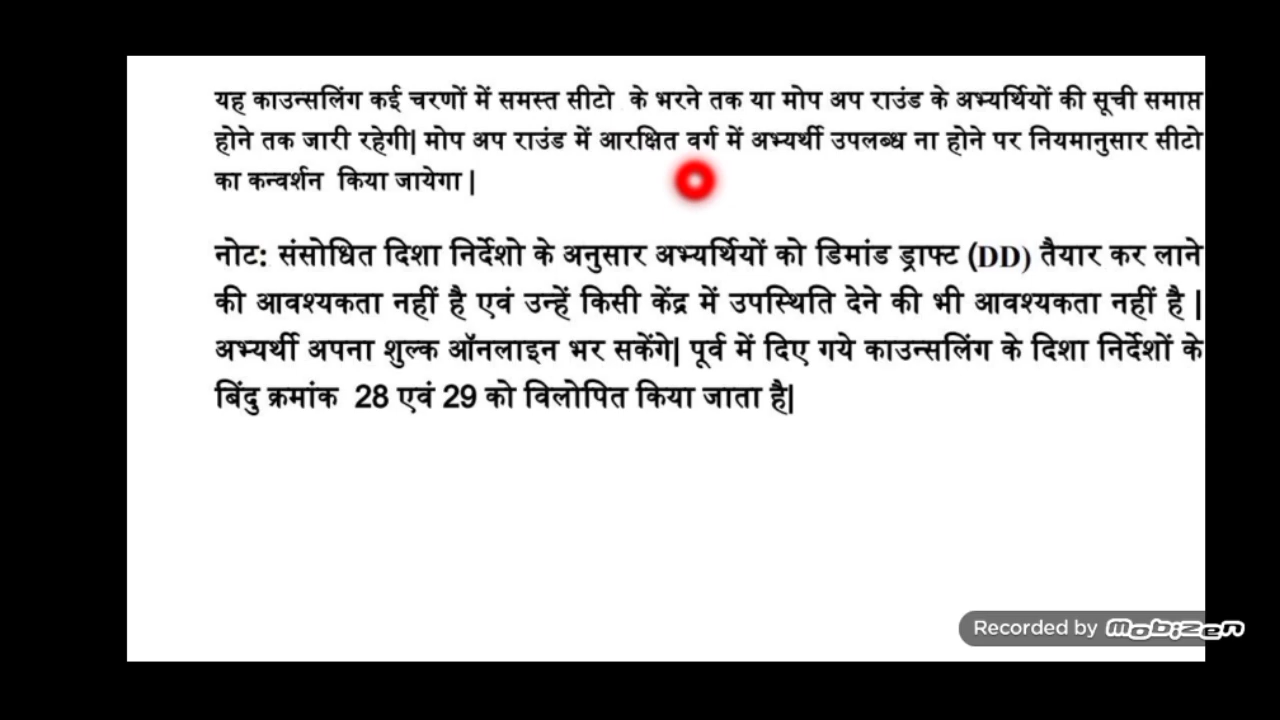 यह काउन्सलिंग कई चरणों में समस्त सीटो के भरने तक या मोप अप राउंड के अभ्यर्थियों की सूची समाप्त
होने तक जारी रहेगी| मोप अप राउंड में आरक्षित वर्ग में अभ्यर्थी उपलब्ध ना होने पर नियमानुसार सीटो
का कन्वर्शन किया जायेगा |
नोट: संसोधित दिशा निर्देशो के अनुसार अभ्यर्थियों को डिमांड ड्राफ्ट (DD) तैयार कर लाने
की आवश्यकता नहीं है एवं उन्हें किसी केंद्र में उपस्थिति देने की भी आवश्यकता नहीं है |
अभ्यर्थी अपना शुल्क ऑनलाइन भर सकेंगे| पूर्व में दिए गये काउन्सलिंग के दिशा निर्देशों के
बिंदु क्रमांक 28 एवं 29 को विलोपित किया जाता है|
Recorded by Mobizen